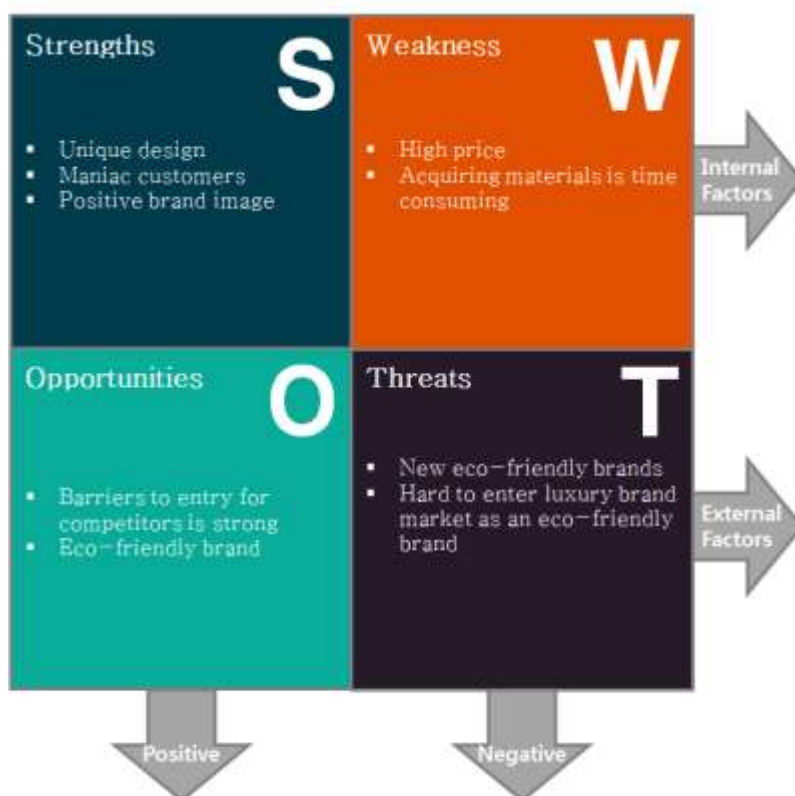 Strengths
S
▪ Unique design
▪ Maniac customers
▪ Positive brand image
Weakness
W
▪ High price
▪ Acquiring materials is time
consuming
Internal
Factors
Opportunities
O
▪ Barriers to entry for
competitors is strong
▪ Eco-friendly brand
Threats
T
▪ New eco-friendly brands
▪ Hard to enter luxury brand
market as an eco-friendly
brand
External
Factors
Positive
Negative